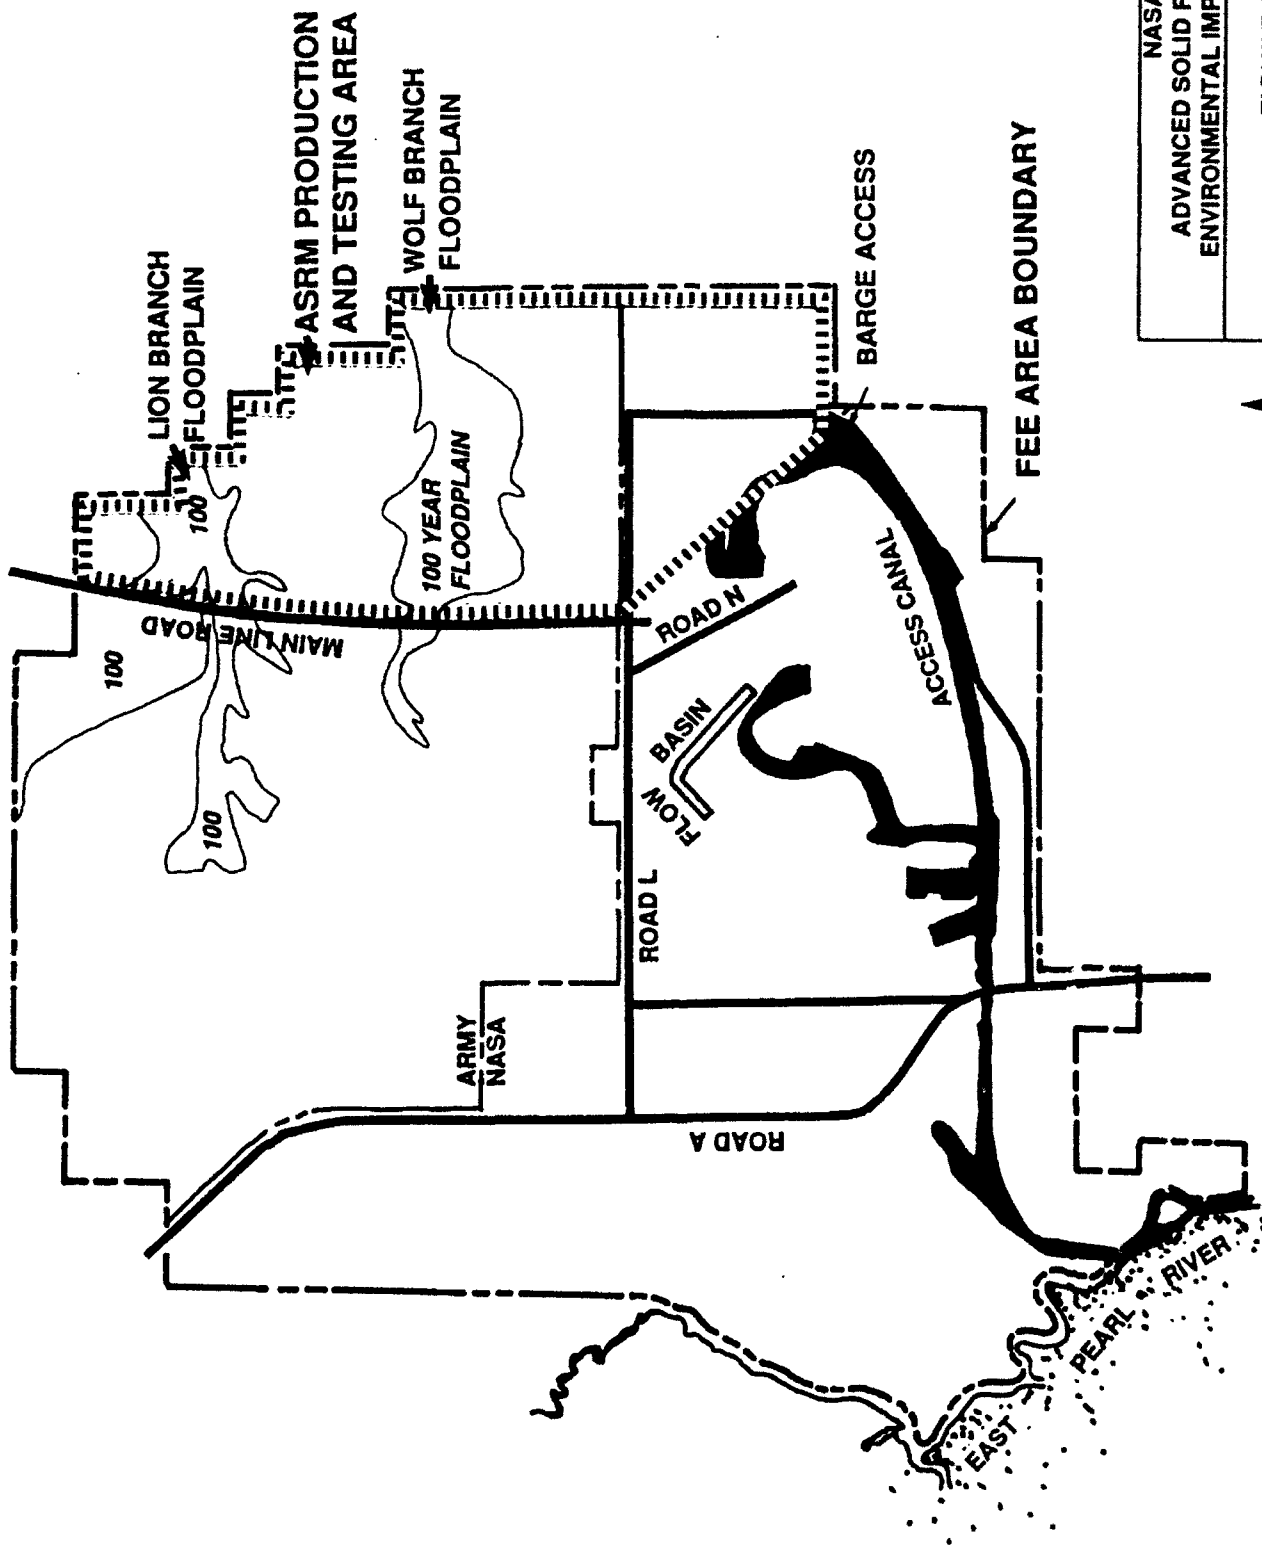 LION BRANCH
FLOODPLAIN
ASRM PRODUCTION
AND TESTING AREA
WOLF BRANCH
FLOODPLAIN
100
100
100
100 YEAR
FLOODPLAIN
MAIN LINE ROAD
BARGE ACCESS
FEE AREA BOUNDARY
ROAD N
ACCESS CANAL
FLOW BASIN
ROAD L
ARMY
NASA
ROAD A
EAST PEARL RIVER
NASA
ADVANCED SOLID
ENVIRONMENTAL